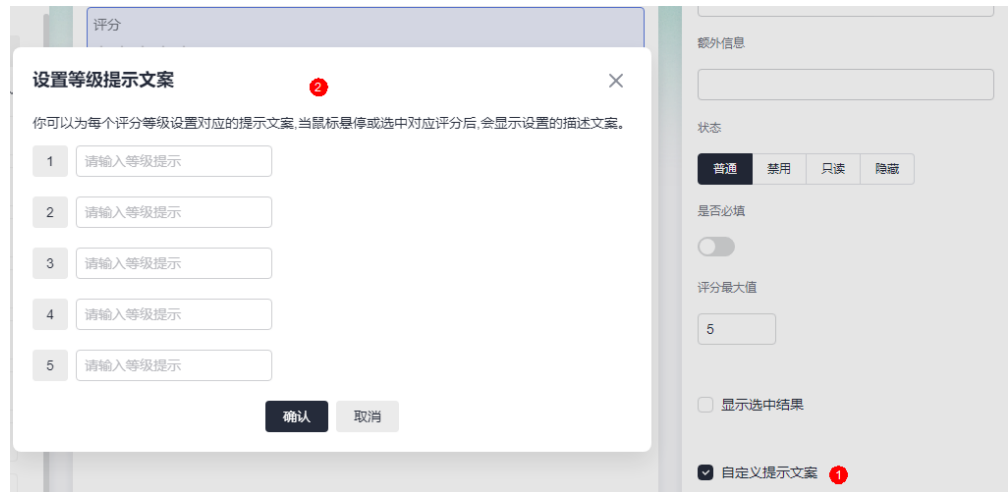 评分
设置等级提示文案
2
你可以为每个评分等级设置对应的提示文案,当鼠标悬停或选中对应评分后,会显示设置的描述文案。
1 请输入等级提示
2 请输入等级提示
3 请输入等级提示
4 请输入等级提示
5 请输入等级提示
确认 取消
额外信息
状态
普通 禁用 只读 隐藏
是否必填
评分最大值
5
显示选中结果
自定义提示文案 1